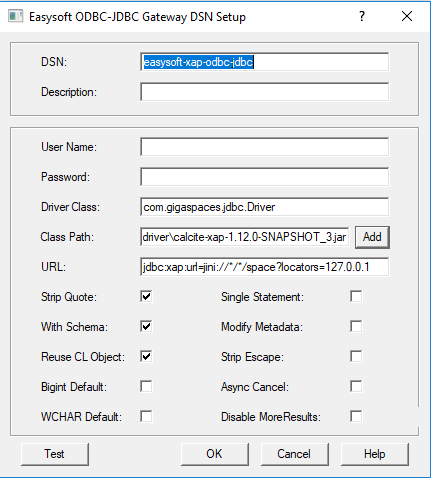 Easysoft ODBC-JDBC Gateway DSN Setup ? ×
DSN: easysoft-xap-odbc-jdbc
Description:
User Name:
Password:
Driver Class: com.gigaspaces.jdbc.Driver
Class Path: driver\calcite-xap-1.12.0-SNAPSHOT_3.jar Add
URL: jdbc:xap:url=jini://*/*/space?locators=127.0.0.1
Strip Quote: Single Statement:
With Schema: Modify Metadata:
Reuse CL Object: Strip Escape:
Bigint Default: Async Cancel:
WCHAR Default: Disable MoreResults:
Test OK Cancel Help